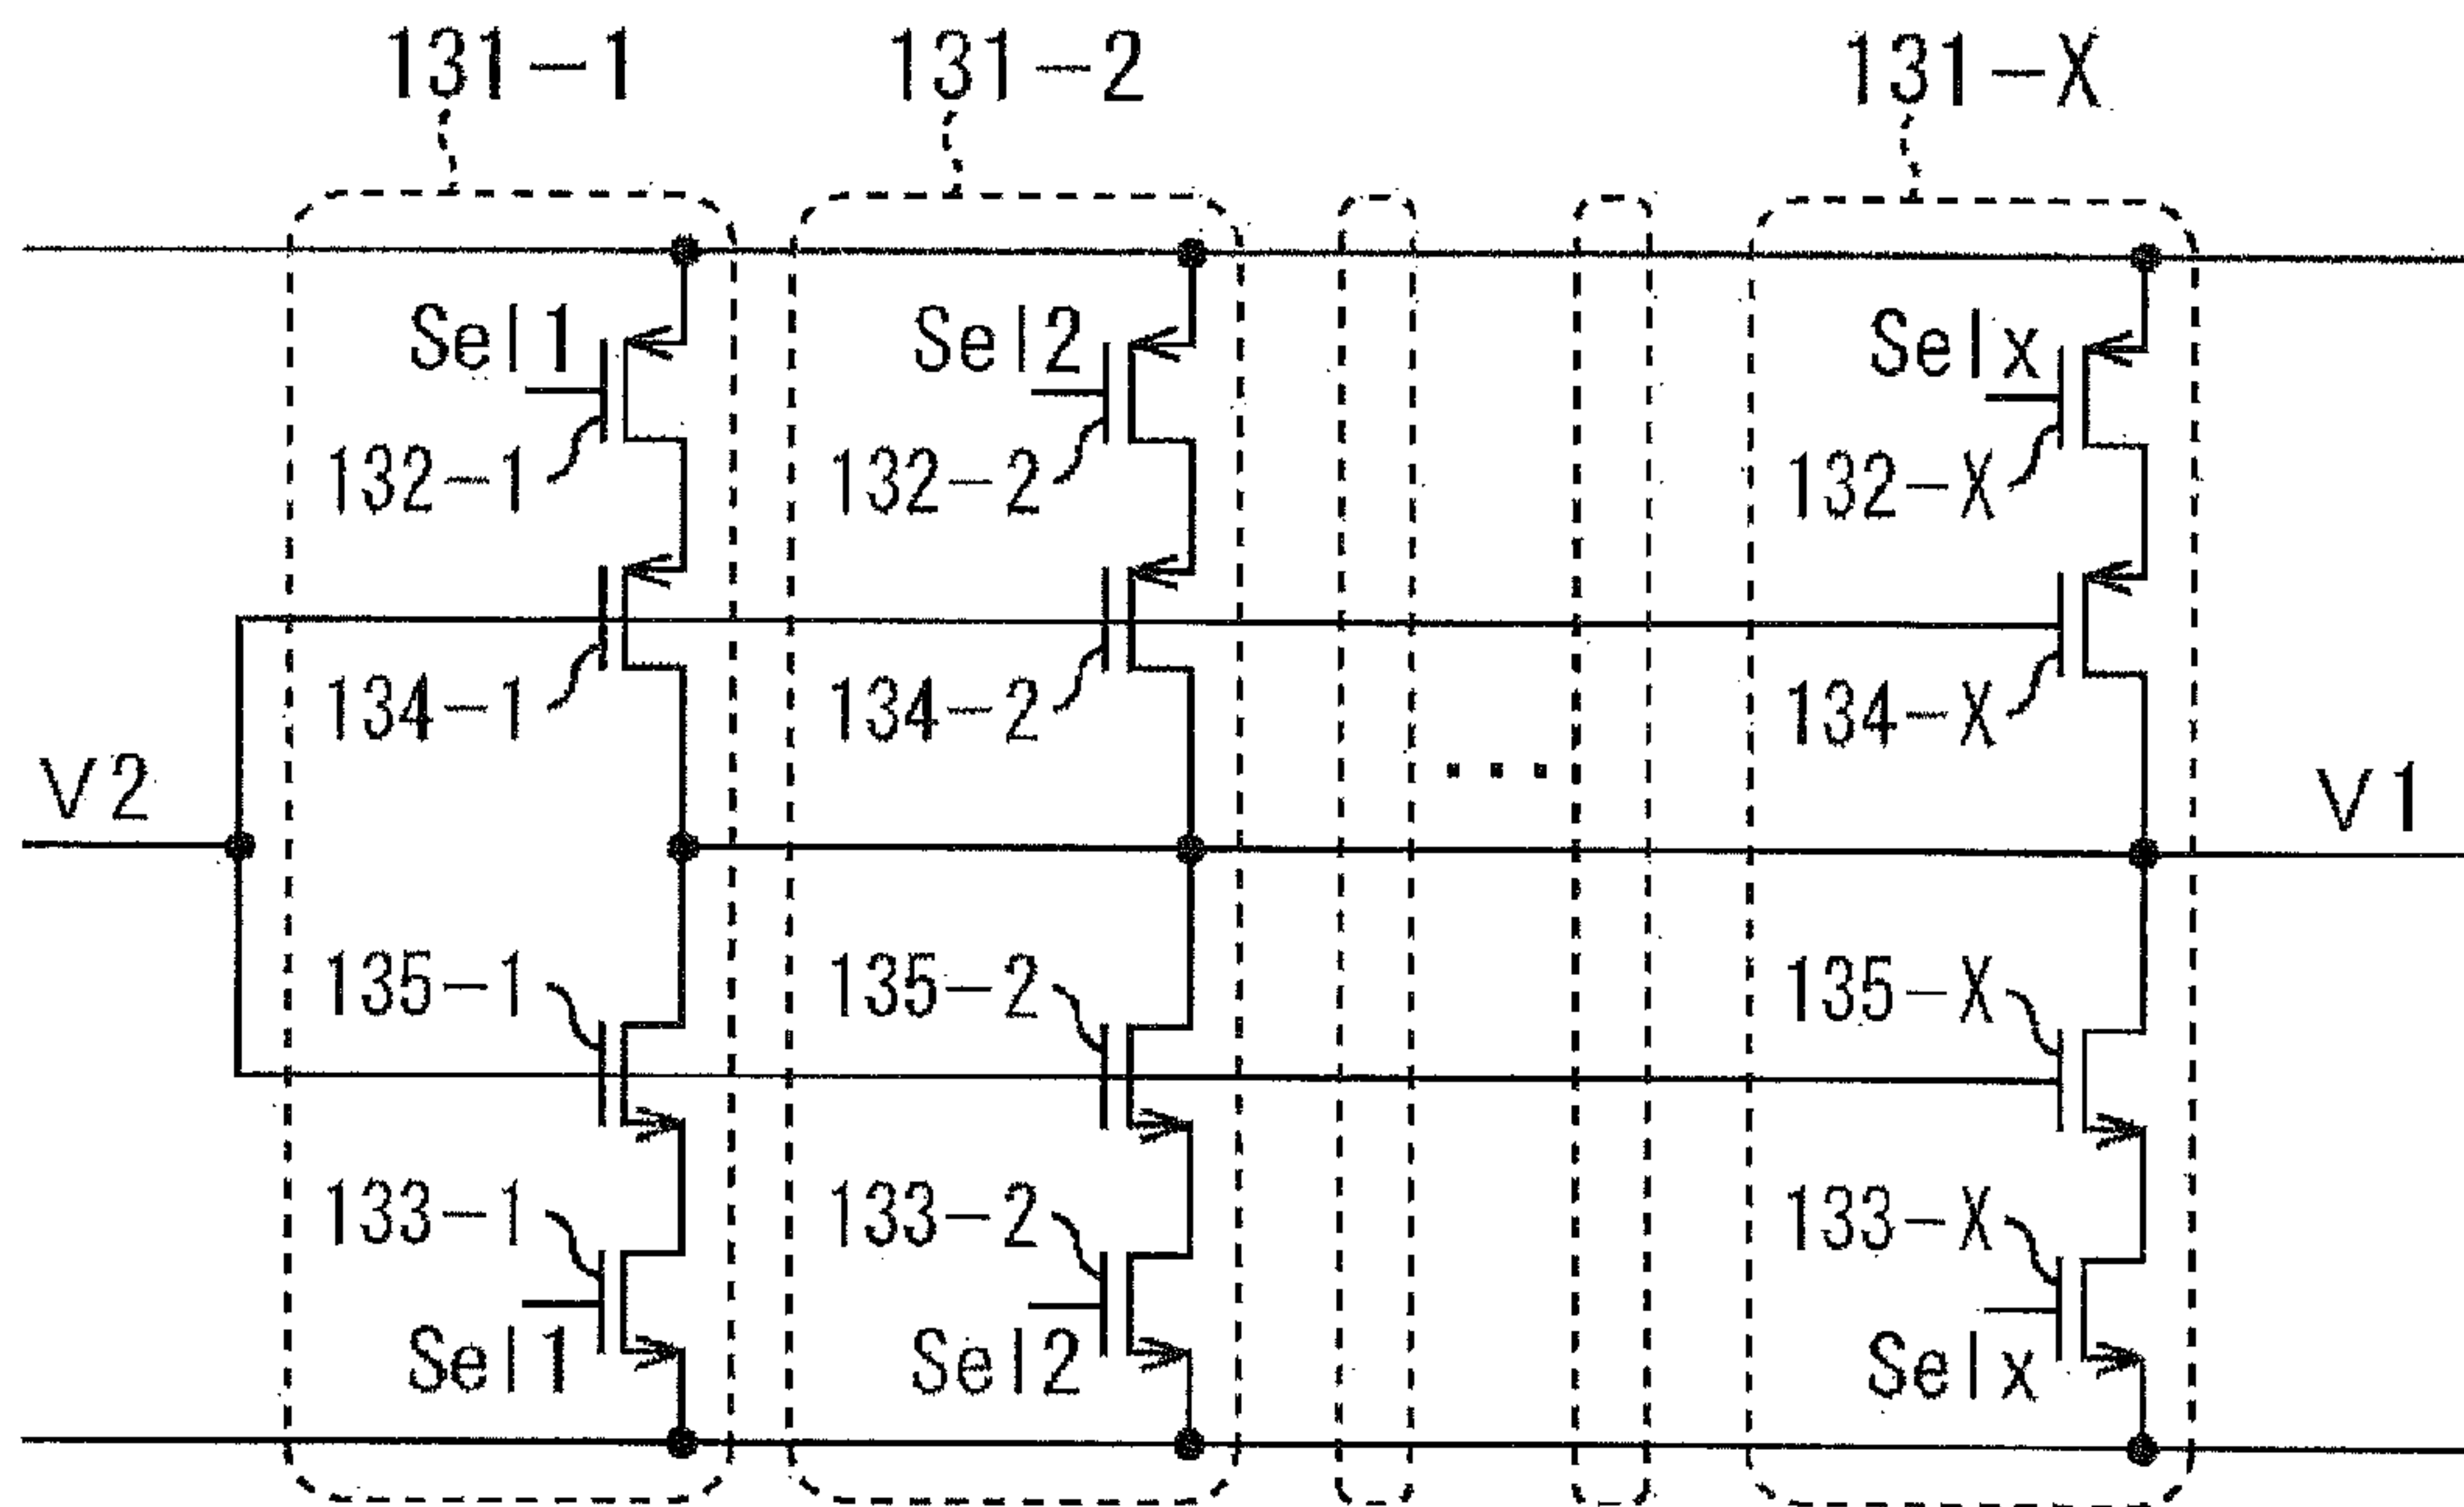 131-1 131-2 131-X
Sel1 Sel2 Selx
132-1 132-2 132-X
134-1 134-2 134-X
V2 ... V1
135-1 135-2 135-X
133-1 133-2 133-X
Sel1 Sel2 Selx